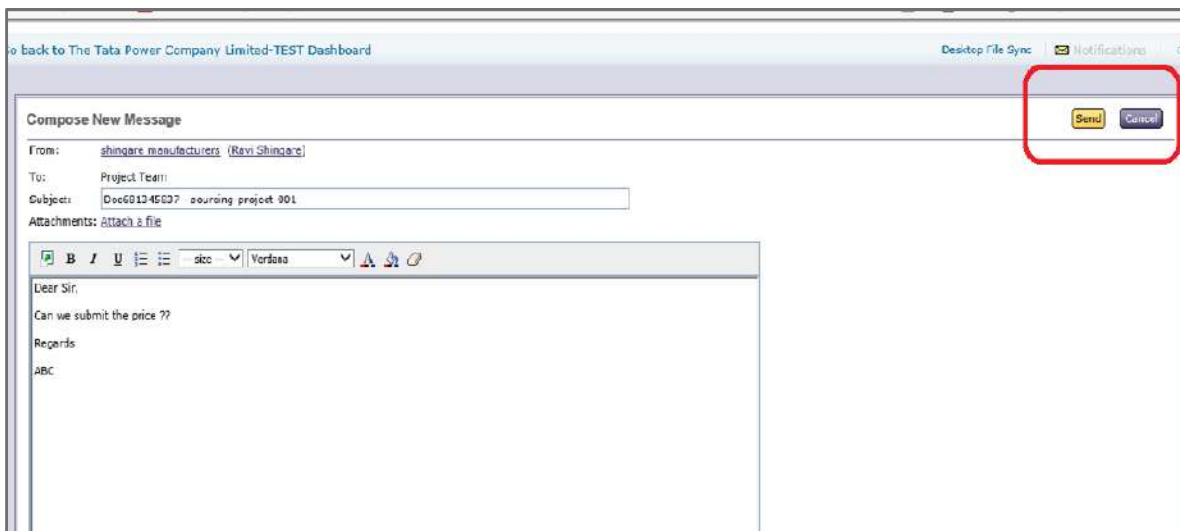 o back to The Tata Power Company Limited-TEST Dashboard
Desktop File Sync
Notifications
Compose New Message
Send
Cancel
From: shingare manufacturers (Ravi Shingare)
To: Project Team
Subject: Doc681345837 sourcing project 001
Attachments: Attach a file
B I U size Verdana A
Dear Sir,
Can we submit the price ??
Regards
ABC